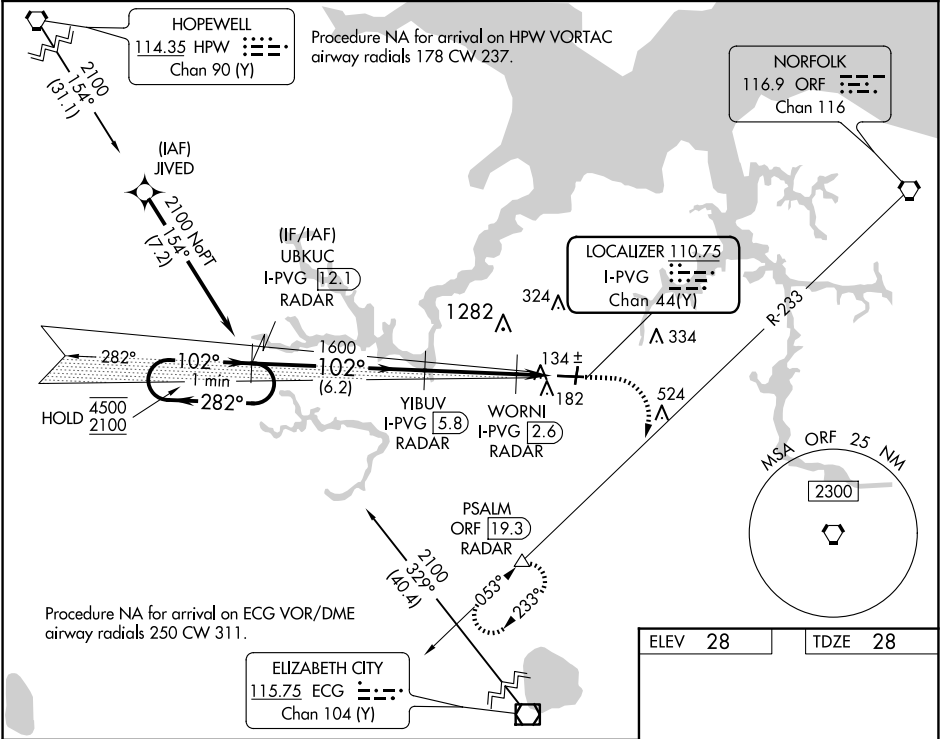 HOPEWELL
114.35 HPW
Chan 90 (Y)
Procedure NA for arrival on HPW VORTAC
airway radials 178 CW 237.
NORFOLK
116.9 ORF
Chan 116
2100
154°
(31.1)
(IAF)
JIVED
2100 NoPT
154°
(7.2)
(IF/IAF)
UBKUC
I-PVG 12.1
RADAR
LOCALIZER 110.75
I-PVG
Chan 44(Y)
R-233
1282
324
334
282°
102°
1 min
282°
HOLD 4500
2100
1600
102°
(6.2)
134 ±
182
524
YIBUV
I-PVG 5.8
RADAR
WORNI
I-PVG 2.6
RADAR
MSA ORF 25 NM
2300
PSALM
ORF 19.3
RADAR
053°
233°
2100
329°
(40.4)
Procedure NA for arrival on ECG VOR/DME
airway radials 250 CW 311.
ELIZABETH CITY
115.75 ECG
Chan 104 (Y)
ELEV 28
TDZE 28